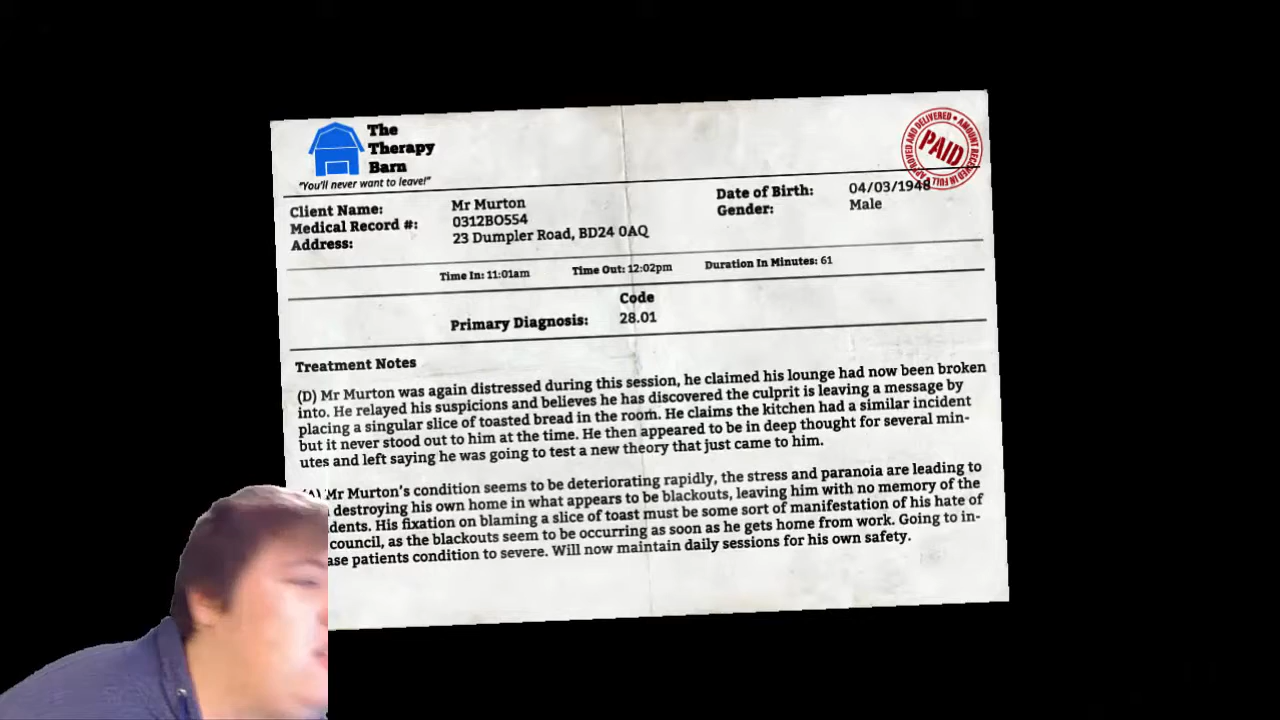 The
Therapy
Barn
"You'll never want to leave!"
APPROVED AND DELIVERED • AMOUNT RECEIVED IN FULL
PAID
Client Name: Mr Murton
Medical Record #: 0312BO554
Address: 23 Dumpler Road, BD24 0AQ
Date of Birth: 04/03/1948
Gender: Male
Time In: 11:01am Time Out: 12:02pm Duration In Minutes: 61
Code
Primary Diagnosis: 28.01
Treatment Notes
(D) Mr Murton was again distressed during this session, he claimed his lounge had now been broken
into. He relayed his suspicions and believes he has discovered the culprit is leaving a message by
placing a singular slice of toasted bread in the room. He claims the kitchen had a similar incident
but it never stood out to him at the time. He then appeared to be in deep thought for several min-
utes and left saying he was going to test a new theory that just came to him.
Mr Murton's condition seems to be deteriorating rapidly, the stress and paranoia are leading to
destroying his own home in what appears to be blackouts, leaving him with no memory of the
dents. His fixation on blaming a slice of toast must be some sort of manifestation of his hate of
council, as the blackouts seem to be occurring as soon as he gets home from work. Going to in-
ase patients condition to severe. Will now maintain daily sessions for his own safety.